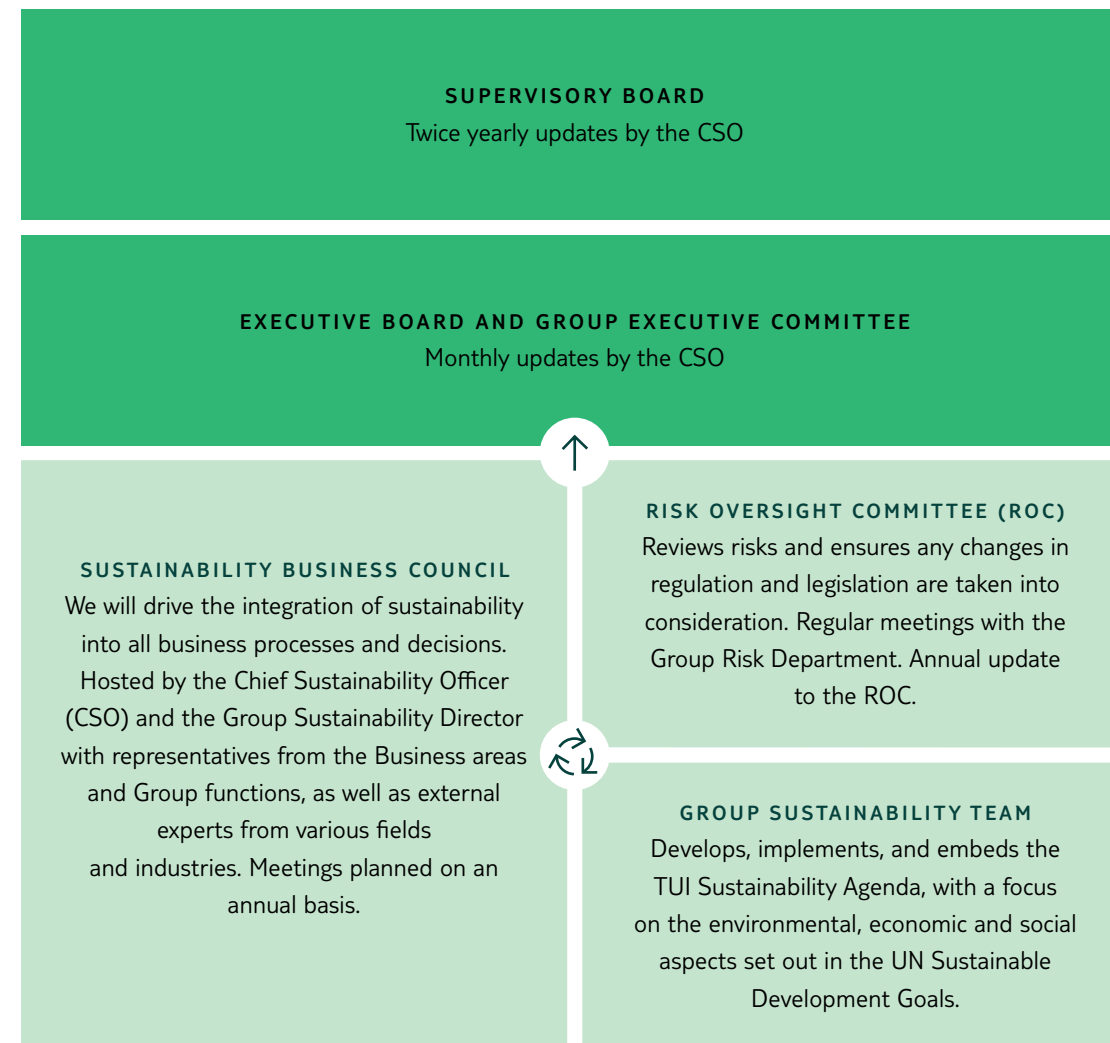 SUPERVISORY BOARD
Twice yearly updates by the CSO
EXECUTIVE BOARD AND GROUP EXECUTIVE COMMITTEE
Monthly updates by the CSO
SUSTAINABILITY BUSINESS COUNCIL
We will drive the integration of sustainability
into all business processes and decisions.
Hosted by the Chief Sustainability Officer
(CSO) and the Group Sustainability Director
with representatives from the Business areas
and Group functions, as well as external
experts from various fields
and industries. Meetings planned on an
annual basis.
RISK OVERSIGHT COMMITTEE (ROC)
Reviews risks and ensures any changes in
regulation and legislation are taken into
consideration. Regular meetings with the
Group Risk Department. Annual update
to the ROC.
GROUP SUSTAINABILITY TEAM
Develops, implements, and embeds the
TUI Sustainability Agenda, with a focus
on the environmental, economic and social
aspects set out in the UN Sustainable
Development Goals.